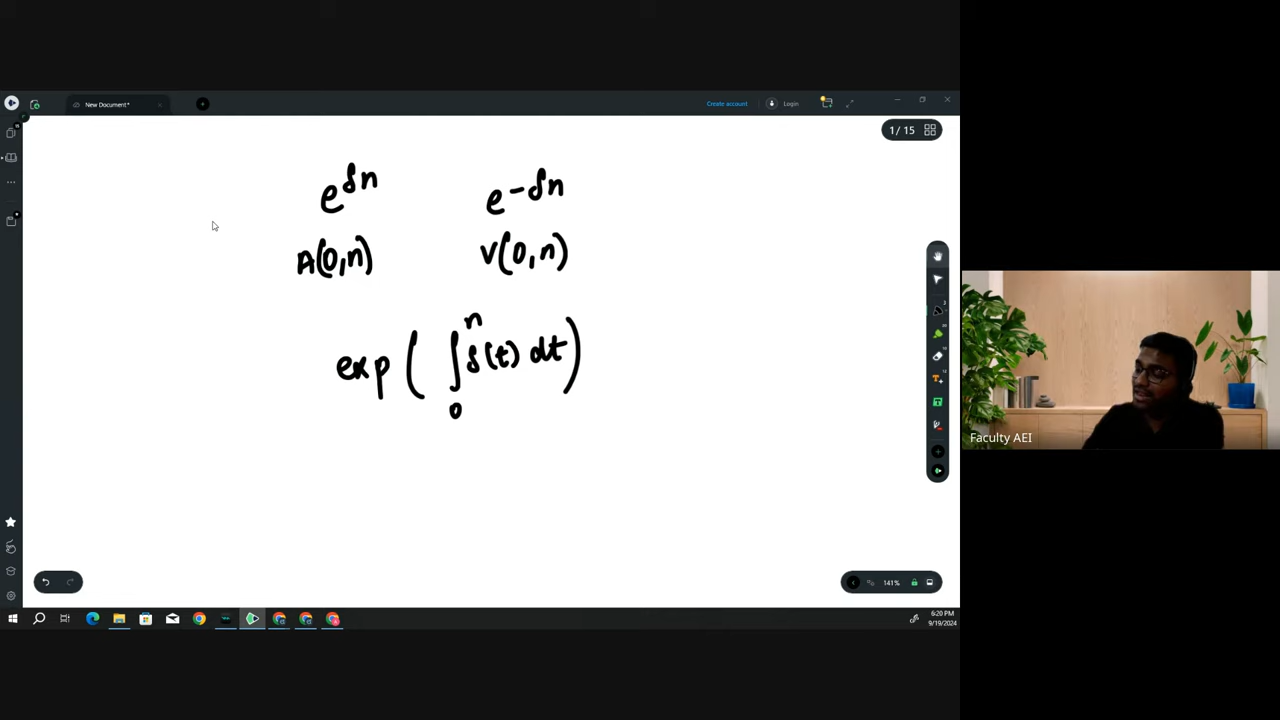 New Document*
Create account
Login
1 / 15
e^{δn} e^{-δn}
A(0,n) V(0,n)
exp ( ∫_0^n δ(t) dt )
Faculty AEI
141%
6:20 PM
9/19/2024